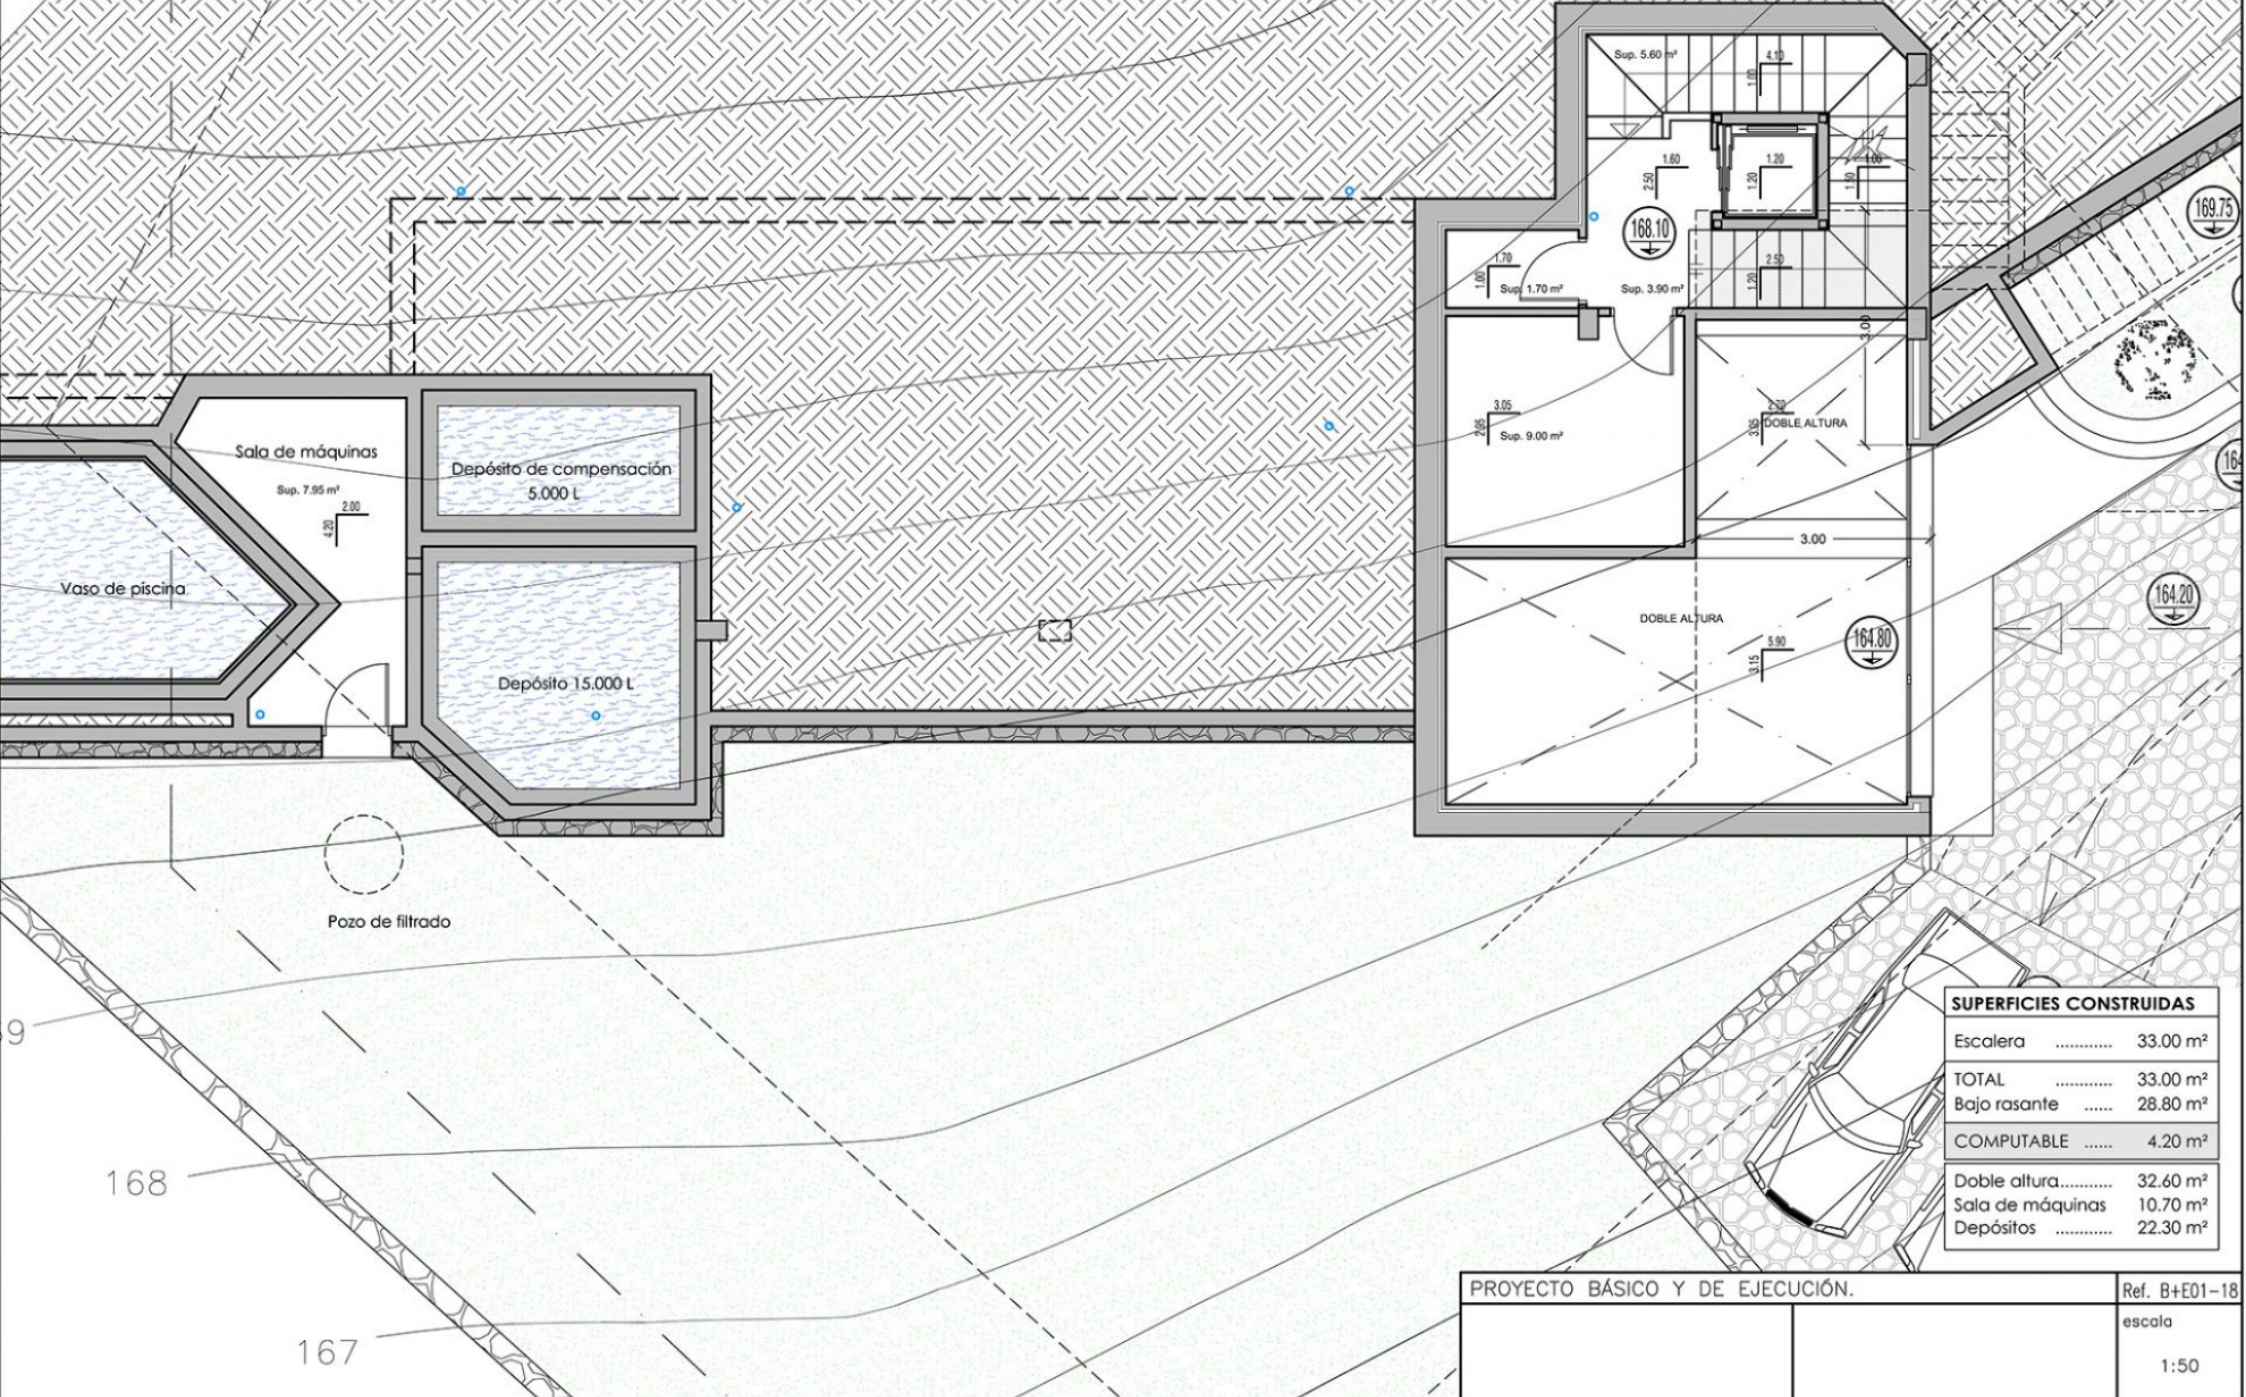 Sup. 5.60 m²
4.10
1.00
1.60
2.50
1.20
1.20
1.00
1.50
169.75
168.10
1.70
1.00
Sup. 1.70 m²
Sup. 3.90 m²
2.50
1.20
3.00
Sala de máquinas
Sup. 7.95 m²
2.00
4.20
Depósito de compensación
5.000 L
3.05
2.95
Sup. 9.00 m²
2.70
DOBLE ALTURA
3.00
Vaso de piscina
Depósito 15.000 L
DOBLE ALTURA
5.90
3.15
164.80
164.20
Pozo de filtrado
168
167
SUPERFICIES CONSTRUIDAS
Escalera ............ 33.00 m²
TOTAL ............ 33.00 m²
Bajo rasante ...... 28.80 m²
COMPUTABLE ...... 4.20 m²
Doble altura........... 32.60 m²
Sala de máquinas 10.70 m²
Depósitos ............ 22.30 m²
PROYECTO BÁSICO Y DE EJECUCIÓN.
Ref. B+E01-18
escala
1:50